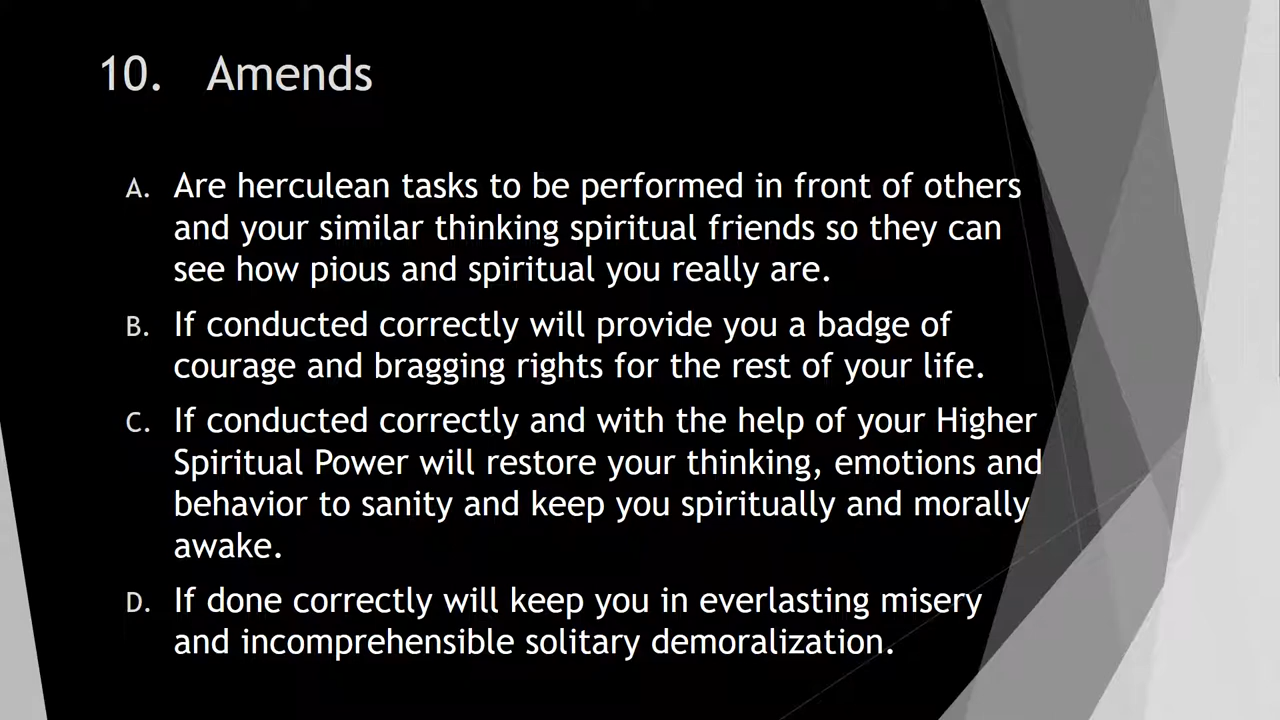 10. Amends
A. Are herculean tasks to be performed in front of others
and your similar thinking spiritual friends so they can
see how pious and spiritual you really are.
B. If conducted correctly will provide you a badge of
courage and bragging rights for the rest of your life.
C. If conducted correctly and with the help of your Higher
Spiritual Power will restore your thinking, emotions and
behavior to sanity and keep you spiritually and morally
awake.
D. If done correctly will keep you in everlasting misery
and incomprehensible solitary demoralization.